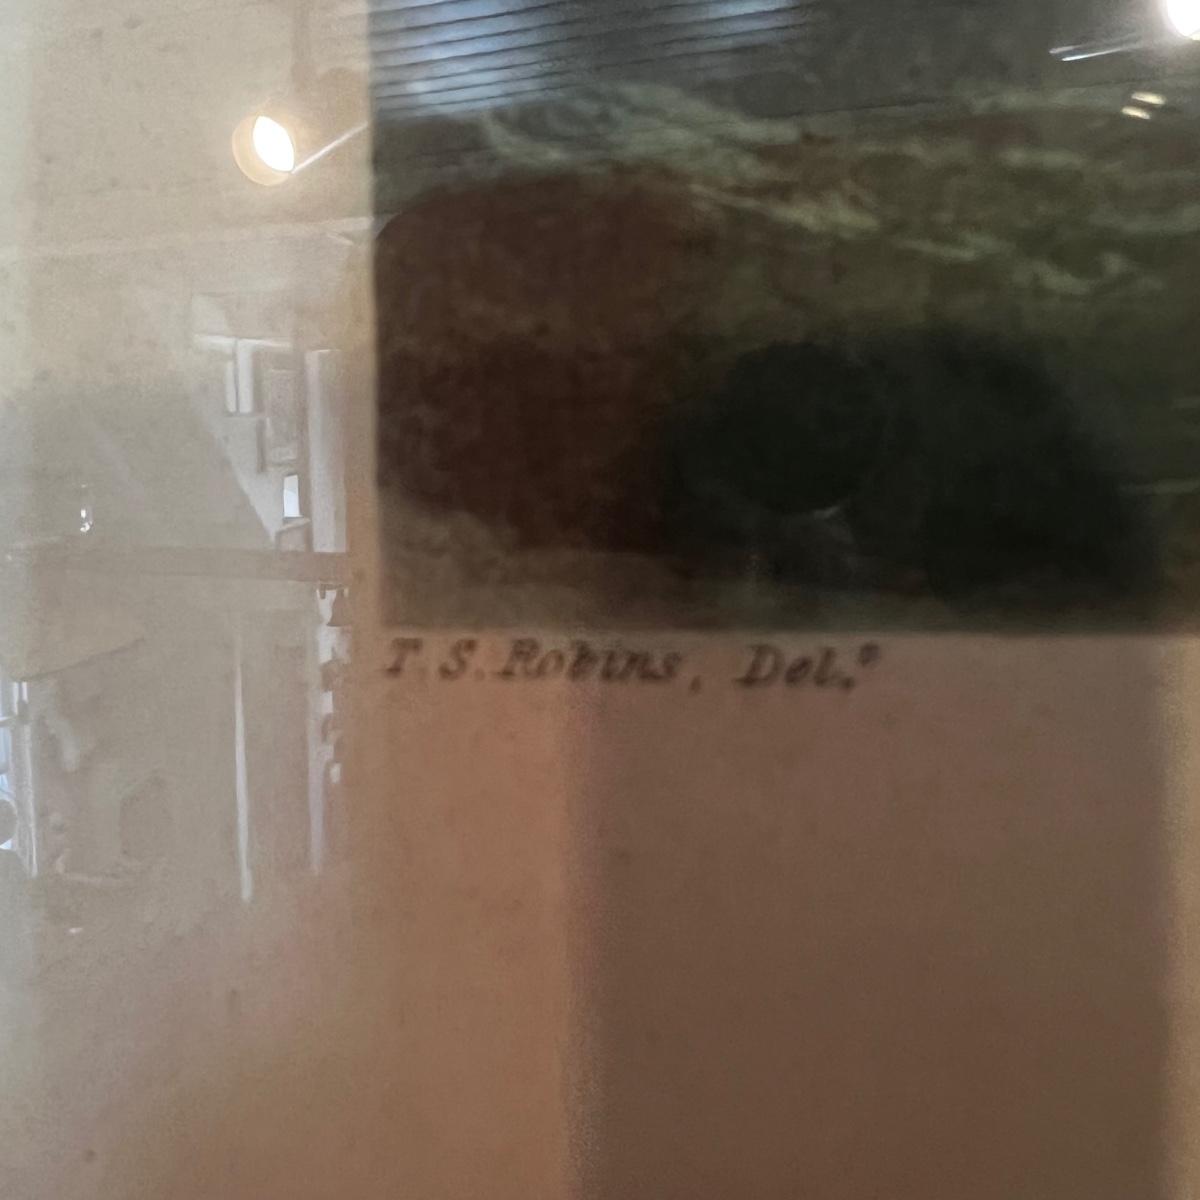 T. S. Robins, Del.t